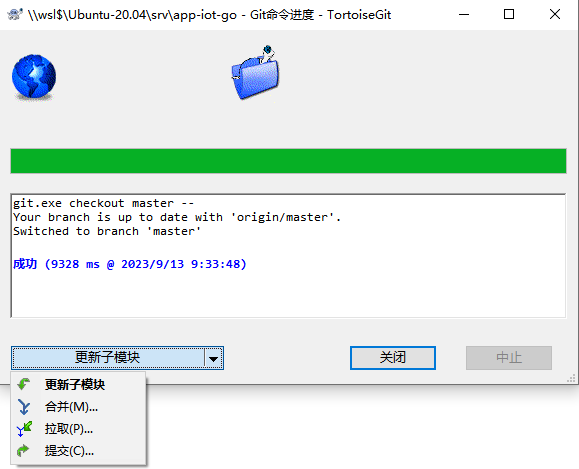 \\wsl$\Ubuntu-20.04\srv\app-iot-go - Git命令进度 - TortoiseGit
git.exe checkout master --
Your branch is up to date with 'origin/master'.
Switched to branch 'master'
成功 (9328 ms @ 2023/9/13 9:33:48)
更新子模块
关闭
中止
更新子模块
合并(M)...
拉取(P)...
提交(C)...